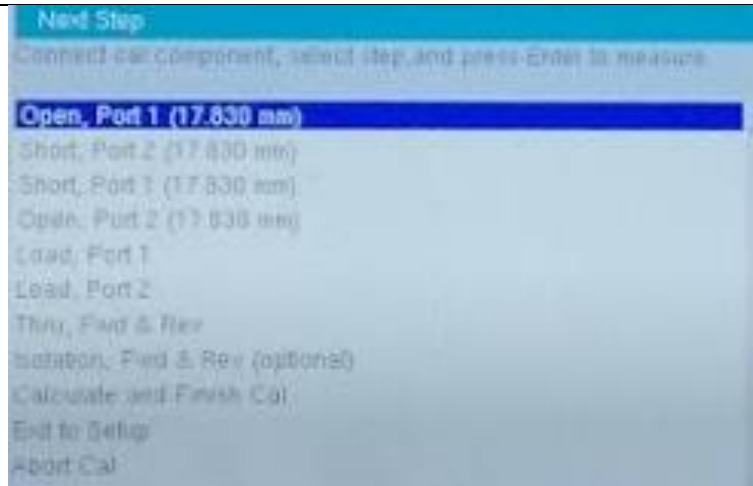 Next Step
Connect cal component, select step, and press Enter to measure.
Open, Port 1 (17.830 mm)
Short, Port 2 (17.830 mm)
Short, Port 1 (17.830 mm)
Open, Port 2 (17.830 mm)
Load, Port 1
Load, Port 2
Thru, Fwd & Rev
Isolation, Fwd & Rev (optional)
Calculate and Finish Cal
Exit to Setup
Abort Cal